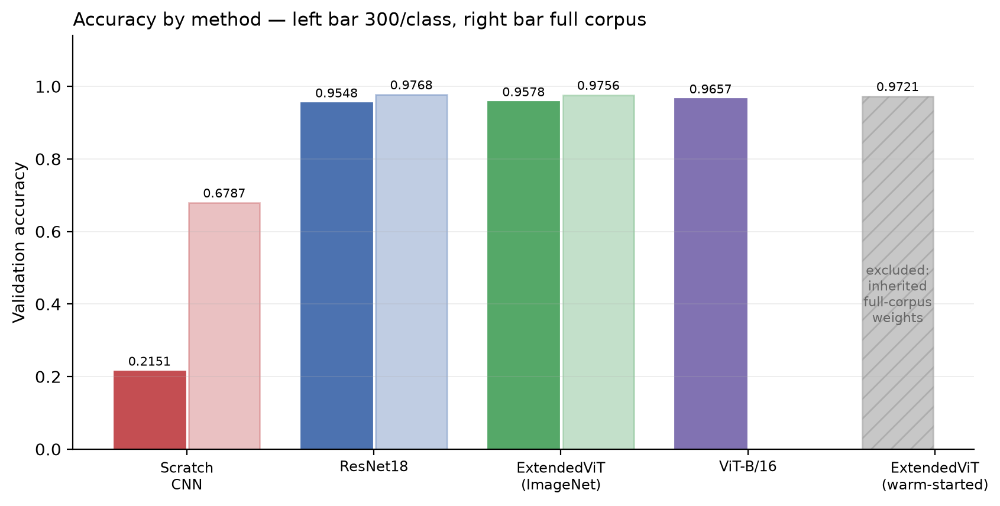 Accuracy by method — left bar 300/class, right bar full corpus
Validation accuracy
1.0
0.8
0.6
0.4
0.2
0.0
0.2151
0.6787
0.9548
0.9768
0.9578
0.9756
0.9657
0.9721
excluded:
inherited
full-corpus
weights
Scratch
CNN
ResNet18
ExtendedViT
(ImageNet)
ViT-B/16
ExtendedViT
(warm-started)